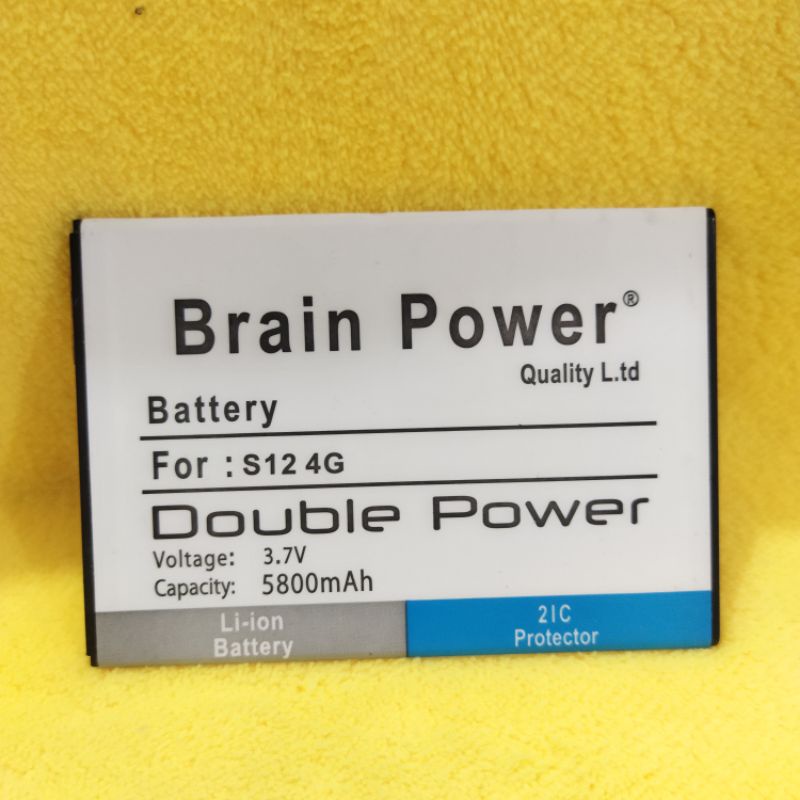 Brain Power®
Quality L.td
Battery
For : S12 4G
Double Power
Voltage: 3.7V
Capacity: 5800mAh
Li-ion
Battery
2IC
Protector